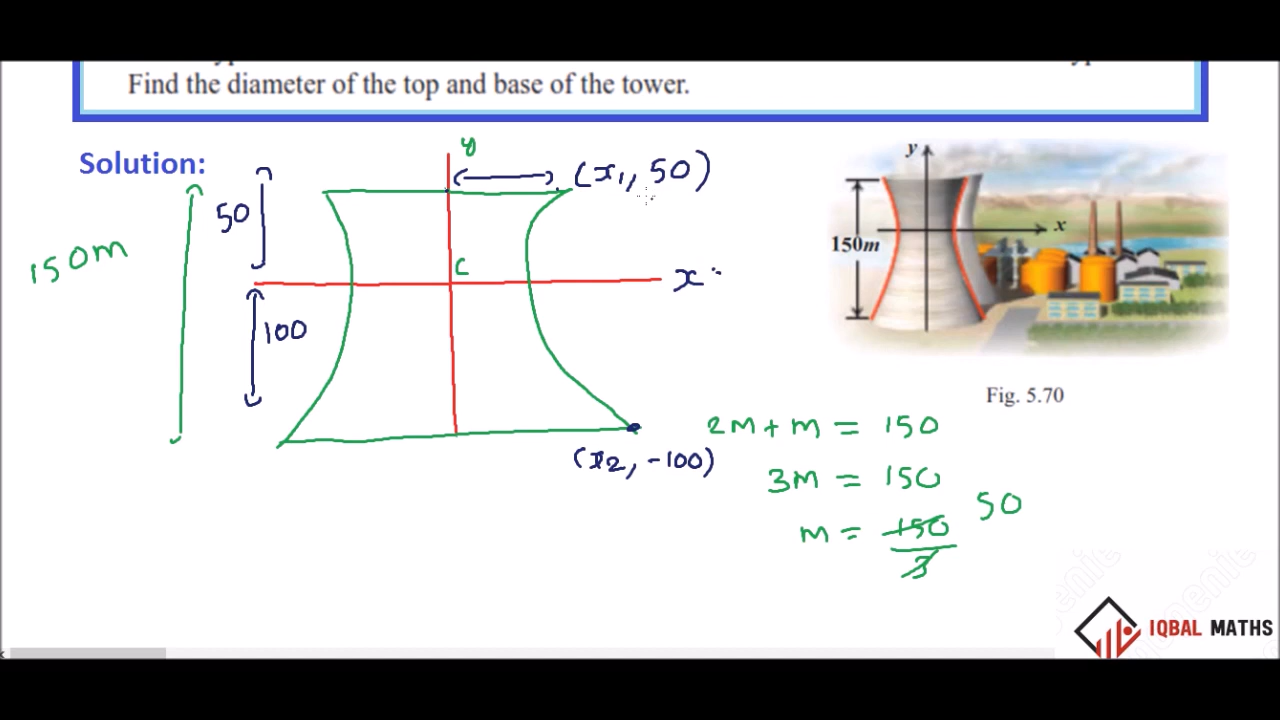 Find the diameter of the top and base of the tower.
Solution:
y
(x1, 50)
50
150m
C
x
100
(x2, -100)
y
x
150m
Fig. 5.70
2m + m = 150
3m = 150
m = 150/3 50
IQBAL MATHS